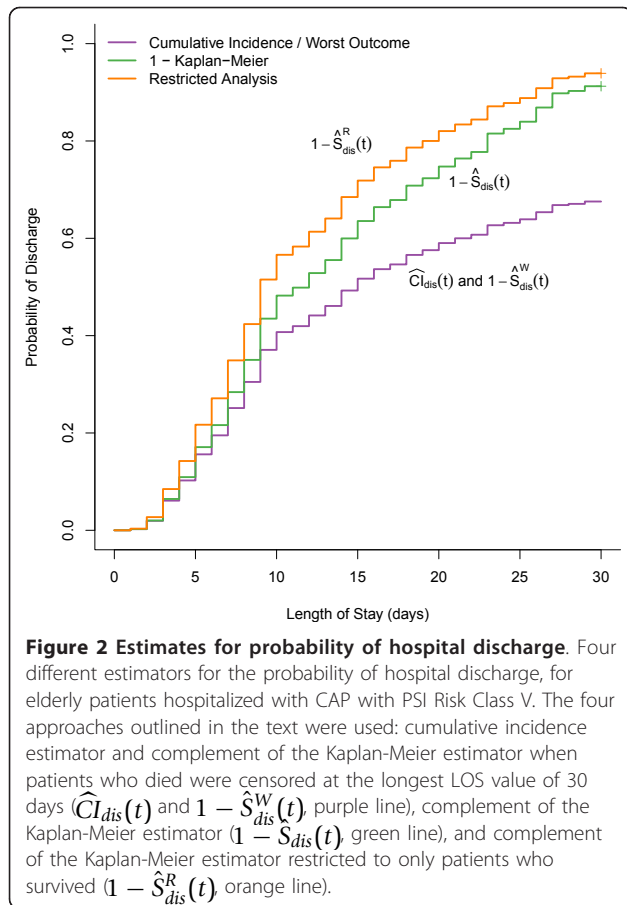 1.0
Cumulative Incidence / Worst Outcome
1 − Kaplan−Meier
Restricted Analysis
1 − Ŝ^R_dis(t)
0.8
1 − Ŝ_dis(t)
0.6
ĈI_dis(t) and 1 − Ŝ^W_dis(t)
Probability of Discharge
0.4
0.2
0.0
0 5 10 15 20 25 30
Length of Stay (days)
Figure 2 Estimates for probability of hospital discharge. Four
different estimators for the probability of hospital discharge, for
elderly patients hospitalized with CAP with PSI Risk Class V. The four
approaches outlined in the text were used: cumulative incidence
estimator and complement of the Kaplan-Meier estimator when
patients who died were censored at the longest LOS value of 30
days (ĈI_dis(t) and 1 − Ŝ^W_dis(t), purple line), complement of the
Kaplan-Meier estimator (1 − Ŝ_dis(t), green line), and complement
of the Kaplan-Meier estimator restricted to only patients who
survived (1 − Ŝ^R_dis(t), orange line).